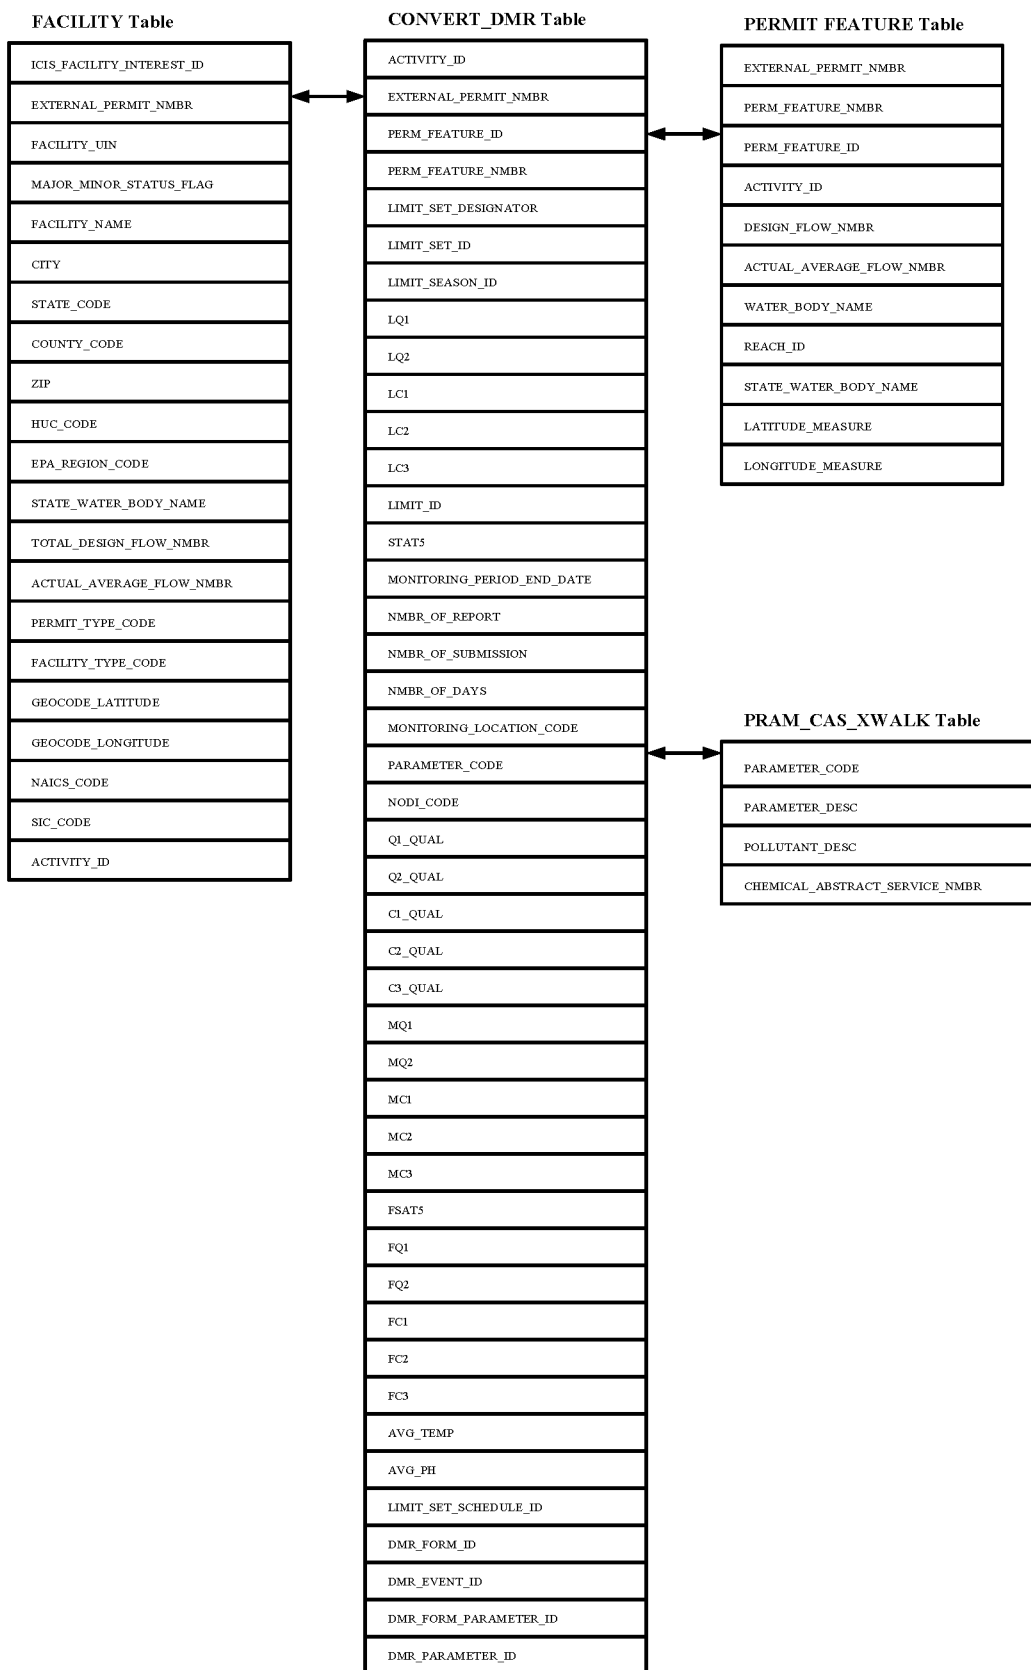 FACILITY Table
ICIS_FACILITY_INTEREST_ID
EXTERNAL_PERMIT_NMBR
FACILITY_UIN
MAJOR_MINOR_STATUS_FLAG
FACILITY_NAME
CITY
STATE_CODE
COUNTY_CODE
ZIP
HUC_CODE
EPA_REGION_CODE
STATE_WATER_BODY_NAME
TOTAL_DESIGN_FLOW_NMBR
ACTUAL_AVERAGE_FLOW_NMBR
PERMIT_TYPE_CODE
FACILITY_TYPE_CODE
GEOCODE_LATITUDE
GEOCODE_LONGITUDE
NAICS_CODE
SIC_CODE
ACTIVITY_ID
CONVERT_DMR Table
ACTIVITY_ID
EXTERNAL_PERMIT_NMBR
PERM_FEATURE_ID
PERM_FEATURE_NMBR
LIMIT_SET_DESIGNATOR
LIMIT_SET_ID
LIMIT_SEASON_ID
LQ1
LQ2
LC1
LC2
LC3
LIMIT_ID
STAT5
MONITORING_PERIOD_END_DATE
NMBR_OF_REPORT
NMBR_OF_SUBMISSION
NMBR_OF_DAYS
MONITORING_LOCATION_CODE
PARAMETER_CODE
NODI_CODE
Q1_QUAL
Q2_QUAL
C1_QUAL
C2_QUAL
C3_QUAL
MQ1
MQ2
MC1
MC2
MC3
FSAT5
FQ1
FQ2
FC1
FC2
FC3
AVG_TEMP
AVG_PH
LIMIT_SET_SCHEDULE_ID
DMR_FORM_ID
DMR_EVENT_ID
DMR_FORM_PARAMETER_ID
DMR_PARAMETER_ID
PERMIT FEATURE Table
EXTERNAL_PERMIT_NMBR
PERM_FEATURE_NMBR
PERM_FEATURE_ID
ACTIVITY_ID
DESIGN_FLOW_NMBR
ACTUAL_AVERAGE_FLOW_NMBR
WATER_BODY_NAME
REACH_ID
STATE_WATER_BODY_NAME
LATITUDE_MEASURE
LONGITUDE_MEASURE
PRAM_CAS_XWALK Table
PARAMETER_CODE
PARAMETER_DESC
POLLUTANT_DESC
CHEMICAL_ABSTRACT_SERVICE_NMBR